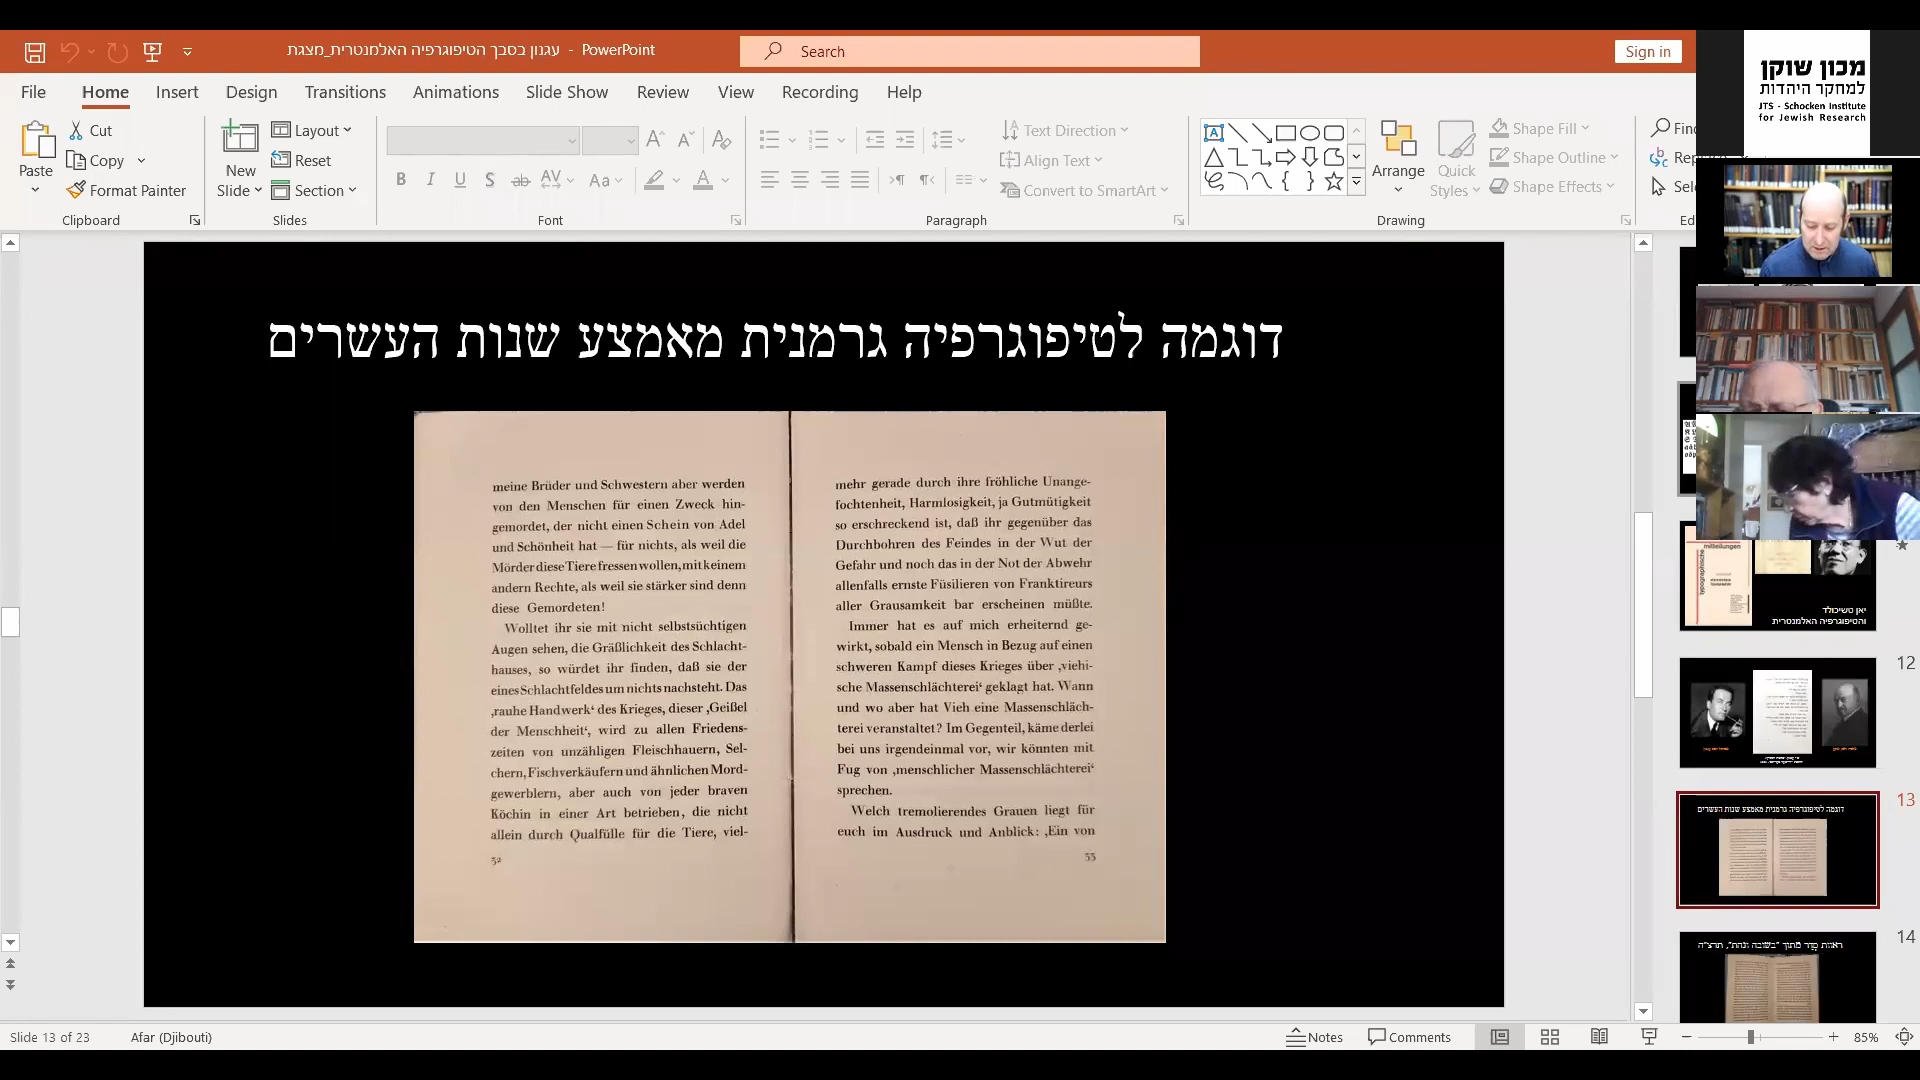 עגנון בסבך הטיפוגרפיה האלמנטרית_מצגת - PowerPoint
Search
Sign in
File Home Insert Design Transitions Animations Slide Show Review View Recording Help
Paste
Cut
Copy
Format Painter
Clipboard
New
Slide
Layout
Reset
Section
Slides
Font
Text Direction
Align Text
Convert to SmartArt
Paragraph
Arrange
Quick
Styles
Shape Fill
Shape Outline
Shape Effects
Drawing
מכון שוקן
למחקר היהדות
JTS - Schocken Institute
for Jewish Research
דוגמה לטיפוגרפיה גרמנית מאמצע שנות העשרים
meine Brüder und Schwestern aber werden
von den Menschen für einen Zweck hin-
gemordet, der nicht einen Schein von Adel
und Schönheit hat — für nichts, als weil die
Mörder diese Tiere fressen wollen, mit keinem
andern Rechte, als weil sie stärker sind denn
diese Gemordeten!
Wolltet ihr sie mit nicht selbstsüchtigen
Augen sehen, die Gräßlichkeit des Schlacht-
hauses, so würdet ihr finden, daß sie der
eines Schlachtfeldes um nichts nachsteht. Das
‚rauhe Handwerk‘ des Krieges, dieser ‚Geißel
der Menschheit‘, wird zu allen Friedens-
zeiten von unzähligen Fleischhauern, Sel-
chern, Fischverkäufern und ähnlichen Mord-
gewerblern, aber auch von jeder braven
Köchin in einer Art betrieben, die nicht
allein durch Qualfülle für die Tiere, viel-
32
mehr gerade durch ihre fröhliche Unange-
fochtenheit, Harmlosigkeit, ja Gutmütigkeit
so erschreckend ist, daß ihr gegenüber das
Durchbohren des Feindes in der Wut der
Gefahr und noch das in der Not der Abwehr
allenfalls ernste Füsilieren von Franktireurs
aller Grausamkeit bar erscheinen müßte.
Immer hat es auf mich erheiternd ge-
wirkt, sobald ein Mensch in Bezug auf einen
schweren Kampf dieses Krieges über ‚viehi-
sche Massenschlächterei‘ geklagt hat. Wann
und wo aber hat Vieh eine Massenschläch-
terei veranstaltet? Im Gegenteil, käme derlei
bei uns irgendeinmal vor, wir könnten mit
Fug von ‚menschlicher Massenschlächterei‘
sprechen.
Welch tremolierendes Grauen liegt für
euch im Ausdruck und Anblick: ‚Ein von
33
mitteilungen
typographische
יאן טשיכולד
והטיפוגרפיה האלמנטרית
12
13
דוגמה לטיפוגרפיה גרמנית מאמצע שנות העשרים
14
Slide 13 of 23
Afar (Djibouti)
Notes
Comments
85%